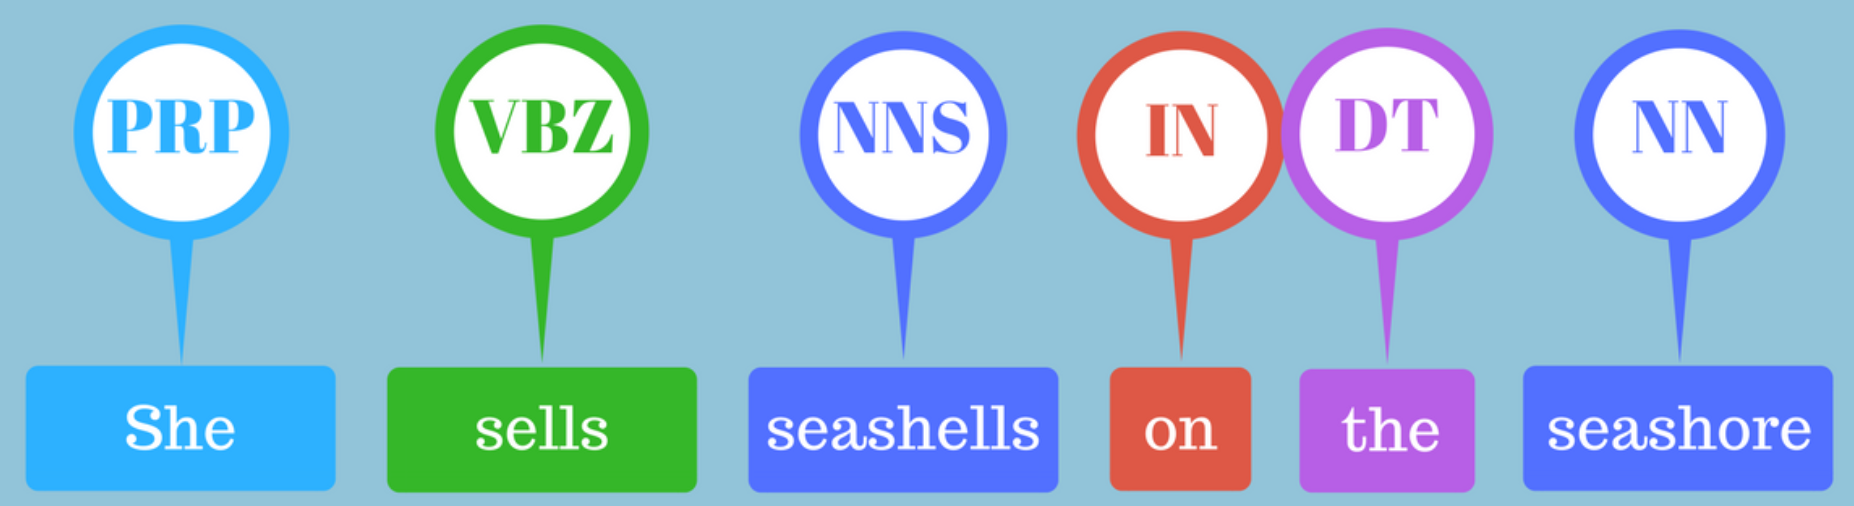 PRP VBZ NNS IN DT NN
She sells seashells on the seashore